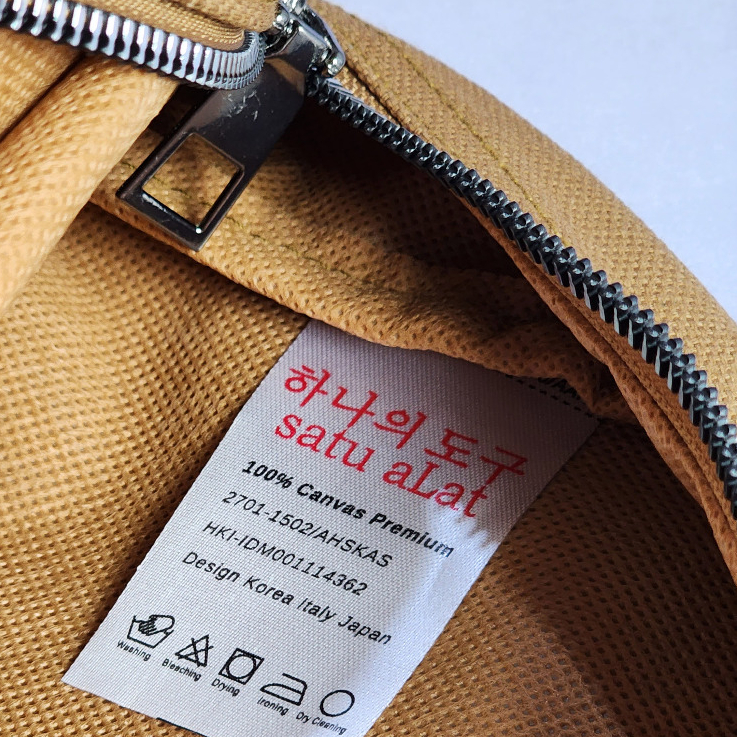 하나의 도구
satu aLat
100% Canvas Premium
2701-1502/AHSKAS
HKI-IDM001114362
Design Korea Italy Japan
Washing Bleaching Drying Ironing Dry Cleaning